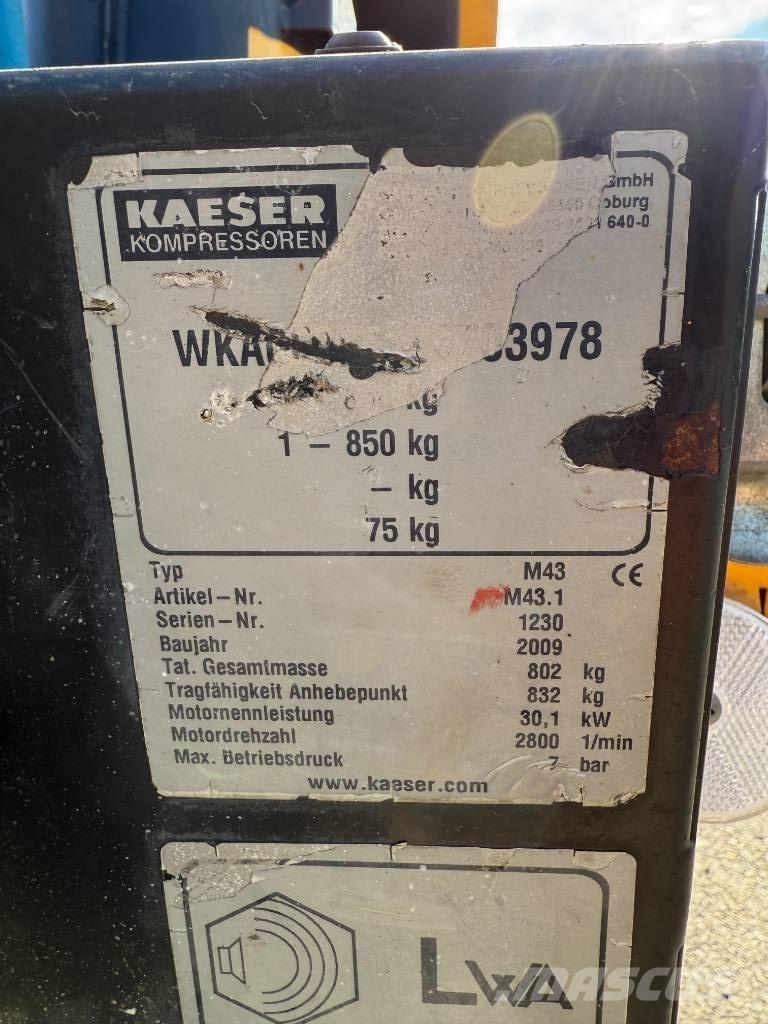 KAESER
KOMPRESSOREN
GmbH
Coburg
640-0
WKA 3978
kg
1 – 850 kg
– kg
75 kg
Typ M43 CE
Artikel–Nr. M43.1
Serien–Nr. 1230
Baujahr 2009
Tat. Gesamtmasse 802 kg
Tragfähigkeit Anhebepunkt 832 kg
Motornennleistung 30,1 kW
Motordrehzahl 2800 1/min
Max. Betriebsdruck 7 bar
www.kaeser.com
LWA
MASCUS